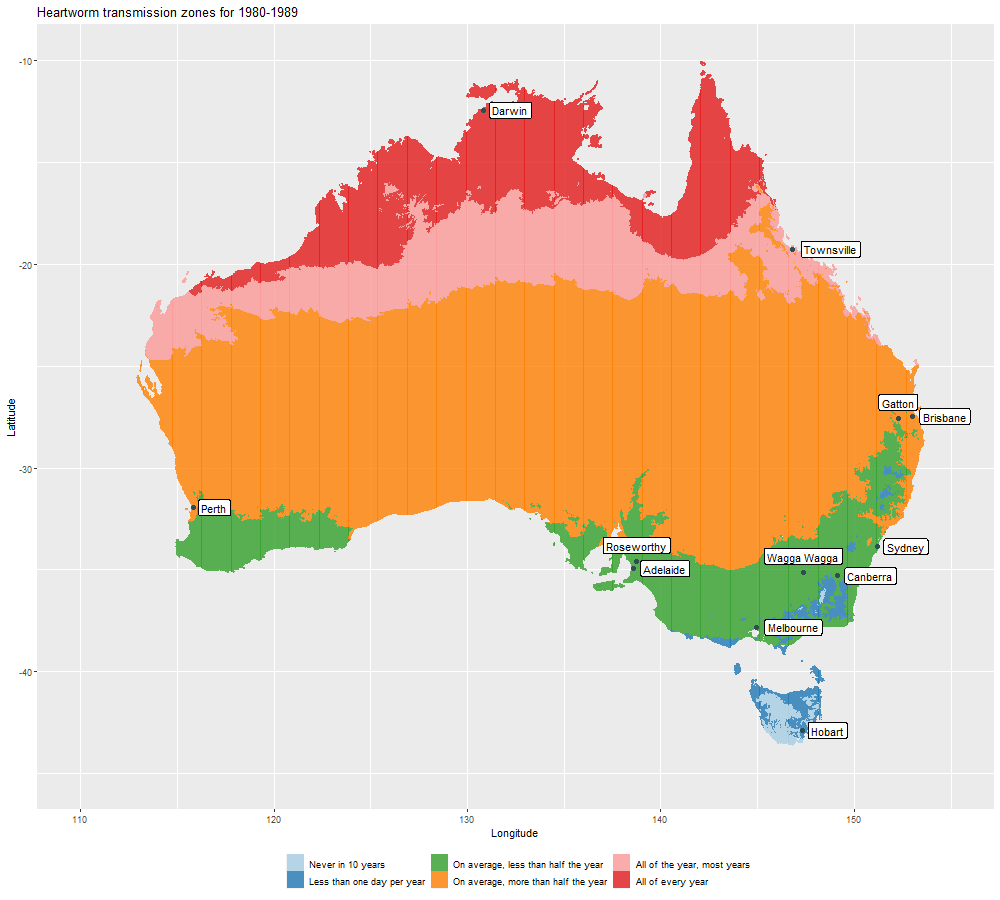 Heartworm transmission zones for 1980-1989
-10
Darwin
Townsville
-20
Latitude
Gatton
Brisbane
-30
Perth
Roseworthy
Wagga Wagga
Sydney
Adelaide
Canberra
Melbourne
-40
Hobart
110 120 130 140 150
Longitude
Never in 10 years On average, less than half the year All of the year, most years
Less than one day per year On average, more than half the year All of every year